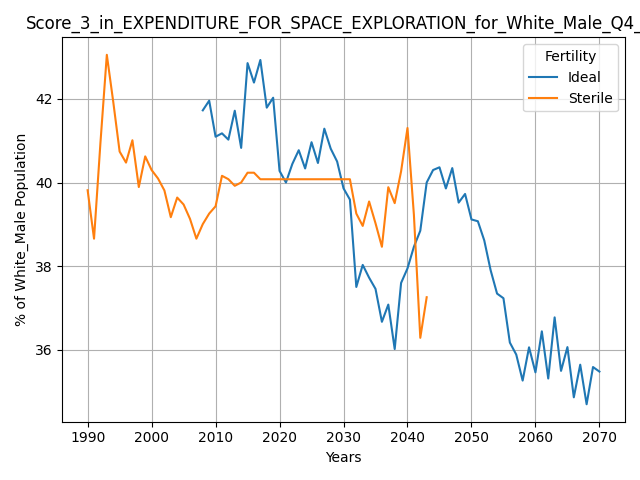 Score_3_in_EXPENDITURE_FOR_SPACE_EXPLORATION_for_White_Male_Q4_
Fertility
Ideal
Sterile
42
40
38
36
% of White_Male Population
1990 2000 2010 2020 2030 2040 2050 2060 2070
Years